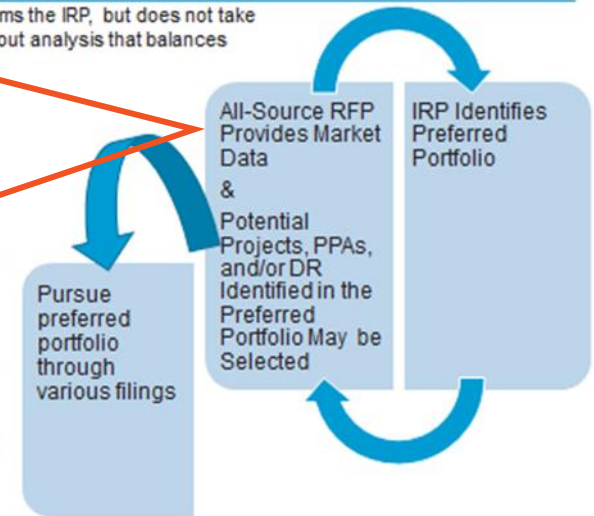 ms the IRP, but does not take
out analysis that balances
All-Source RFP
Provides Market
Data
&
Potential
Projects, PPAs,
and/or DR
Identified in the
Preferred
Portfolio May be
Selected
IRP Identifies
Preferred
Portfolio
Pursue
preferred
portfolio
through
various filings